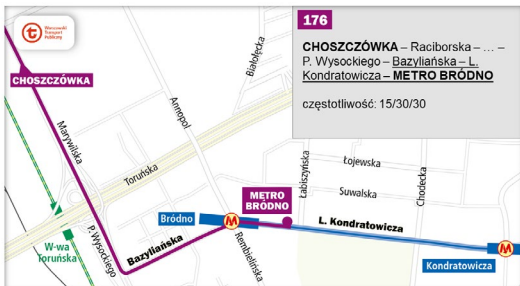 Warszawski
Transport
Publiczny
176
CHOSZCZÓWKA – Raciborska – ... –
P. Wysockiego – Bazyliańska – L.
Kondratowicza – METRO BRÓDNO
częstotliwość: 15/30/30
CHOSZCZÓWKA
Białołęcka
Annopol
Marywilska
Toruńska
Łojewska
Łabiszyńska
Chodecka
Suwalska
METRO
BRÓDNO
Bródno
M
L. Kondratowicza
P. Wysockiego
Bazyliańska
Rembielińska
W-wa
Toruńska
M
Kondratowicza